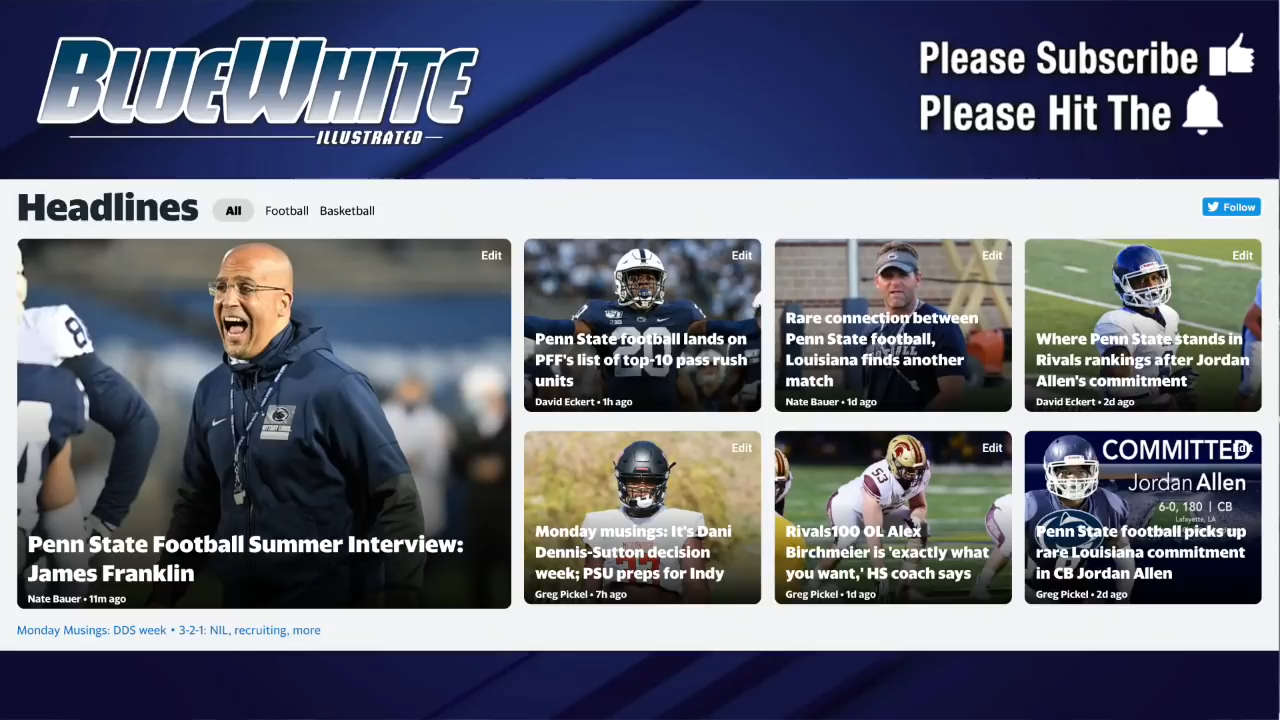 BLUEWHITE
ILLUSTRATED
Please Subscribe
Please Hit The
Headlines
All
Football
Basketball
Follow
Edit
Penn State Football Summer Interview:
James Franklin
Nate Bauer • 11m ago
Edit
Penn State football lands on
PFF's list of top-10 pass rush
units
David Eckert • 1h ago
Edit
Rare connection between
Penn State football,
Louisiana finds another
match
Nate Bauer • 1d ago
Edit
Where Penn State stands in
Rivals rankings after Jordan
Allen's commitment
David Eckert • 2d ago
Edit
Monday musings: It's Dani
Dennis-Sutton decision
week; PSU preps for Indy
Greg Pickel • 7h ago
Edit
53
Rivals100 OL Alex
Birchmeier is 'exactly what
you want,' HS coach says
Greg Pickel • 1d ago
Edit
COMMITTED
Jordan Allen
6-0, 180 | CB
Lafayette, LA
Penn State football picks up
rare Louisiana commitment
in CB Jordan Allen
Greg Pickel • 2d ago
Monday Musings: DDS week • 3-2-1: NIL, recruiting, more